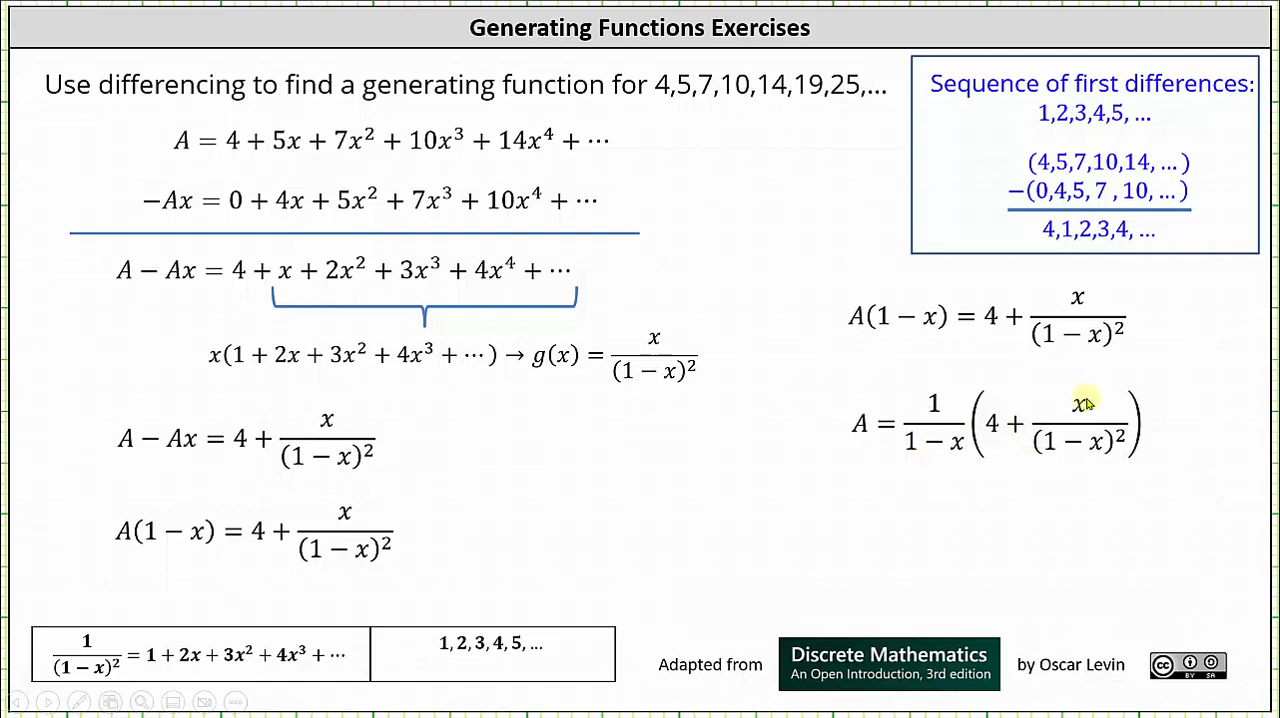 Generating Functions Exercises
Use differencing to find a generating function for 4,5,7,10,14,19,25,...
A = 4 + 5x + 7x² + 10x³ + 14x⁴ + ⋯
−Ax = 0 + 4x + 5x² + 7x³ + 10x⁴ + ⋯
A − Ax = 4 + x + 2x² + 3x³ + 4x⁴ + ⋯
x(1 + 2x + 3x² + 4x³ + ⋯) → g(x) = x/(1 − x)²
A − Ax = 4 + x/(1 − x)²
A(1 − x) = 4 + x/(1 − x)²
Sequence of first differences:
1,2,3,4,5, ...
(4,5,7,10,14, ...)
−(0,4,5, 7 , 10, ...)
4,1,2,3,4, ...
A(1 − x) = 4 + x/(1 − x)²
A = 1/(1 − x) (4 + x/(1 − x)²)
1/(1 − x)² = 1 + 2x + 3x² + 4x³ + ⋯
1, 2, 3, 4, 5, ...
Adapted from
Discrete Mathematics
An Open Introduction, 3rd edition
by Oscar Levin
cc
BY SA